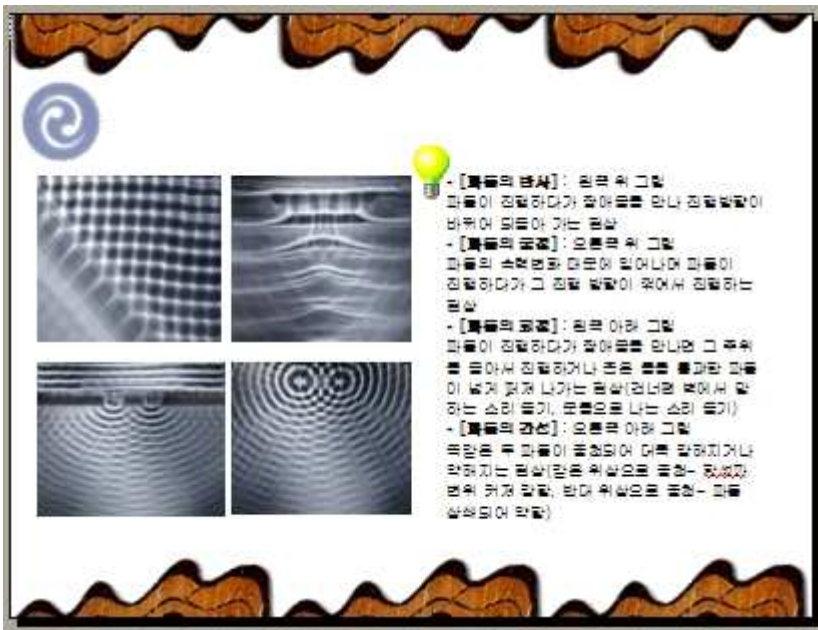 - [파동의 반사] : 왼쪽 위 그림
파동이 진행하다가 장애물을 만나 진행방향이
바뀌어 되돌아 가는 현상
- [파동의 굴절] : 오른쪽 위 그림
파동의 속력변화 때문에 일어나며 파동이
진행하다가 그 진행 방향이 꺾어서 진행하는
현상
- [파동의 회절] : 왼쪽 아래 그림
파동이 진행하다가 장애물을 만나면 그 주위
를 돌아서 진행하거나 좁은 틈을 통과한 파동
이 넓게 퍼져 나가는 현상(건너편 벽에서 말
하는 소리 듣기, 문틈으로 나는 소리 듣기)
- [파동의 간섭] : 오른쪽 아래 그림
똑같은 두 파동이 중첩되어 더욱 강해지거나
약해지는 현상(같은 위상으로 중첩- 합성파
변위 커져 강함, 반대 위상으로 중첩- 파동
상쇄되어 약함)